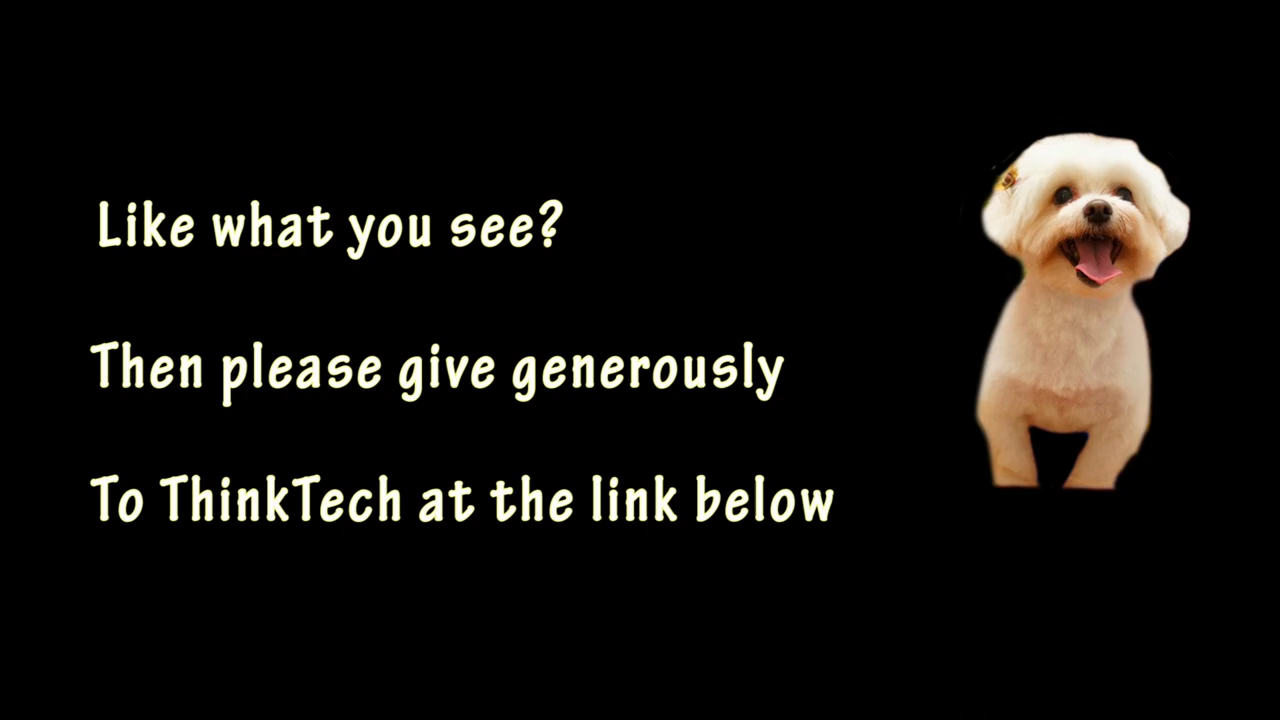 Like what you see?
Then please give generously
To ThinkTech at the link below